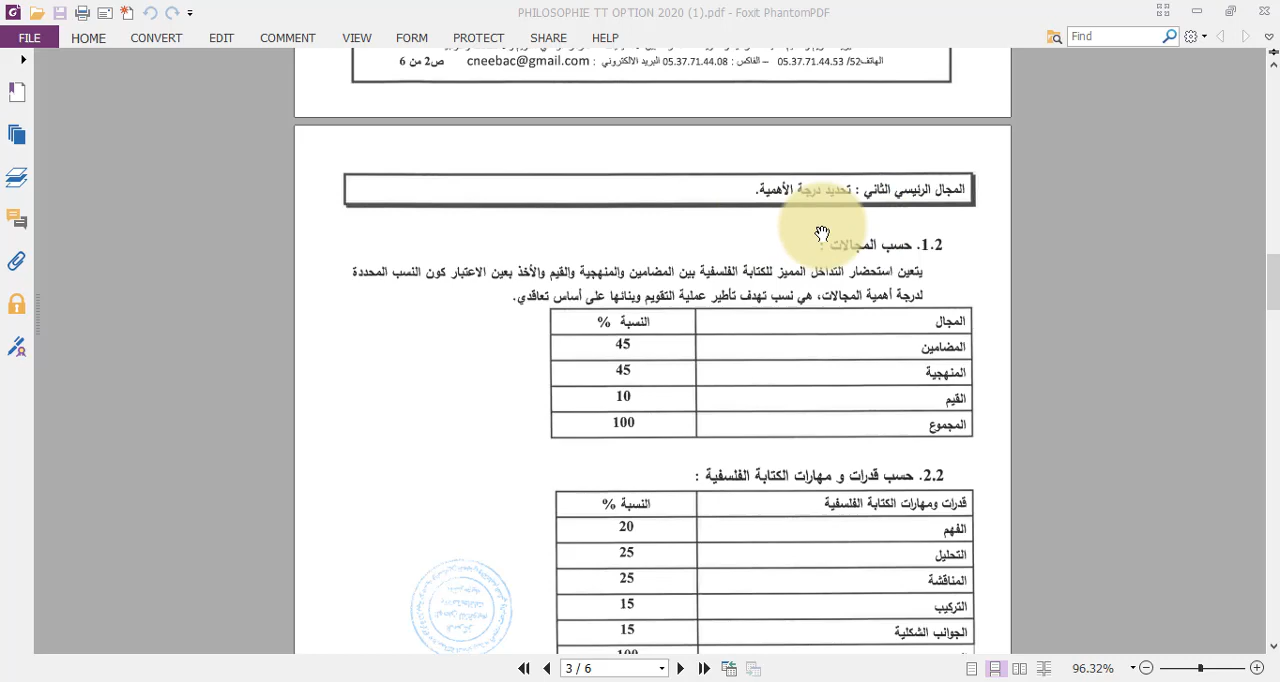 PHILOSOPHIE TT OPTION 2020 (1).pdf - Foxit PhantomPDF
FILE HOME CONVERT EDIT COMMENT VIEW FORM PROTECT SHARE HELP Find
الهاتف52/ 05.37.71.44.53 – الفاكس : 05.37.71.44.08 البريد الالكتروني : cneebac@gmail.com ص2 من 6
المجال الرئيسي الثاني : تحديد درجة الأهمية.
1.2. حسب المجالات :
يتعين استحضار التداخل المميز للكتابة الفلسفية بين المضامين والمنهجية والقيم والأخذ بعين الاعتبار كون النسب المحددة
لدرجة أهمية المجالات، هي نسب تهدف تأطير عملية التقويم وبنائها على أساس تعاقدي.
المجال النسبة %
المضامين 45
المنهجية 45
القيم 10
المجموع 100
2.2. حسب قدرات و مهارات الكتابة الفلسفية :
قدرات ومهارات الكتابة الفلسفية النسبة %
الفهم 20
التحليل 25
المناقشة 25
التركيب 15
الجوانب الشكلية 15
100
3 / 6 96.32%